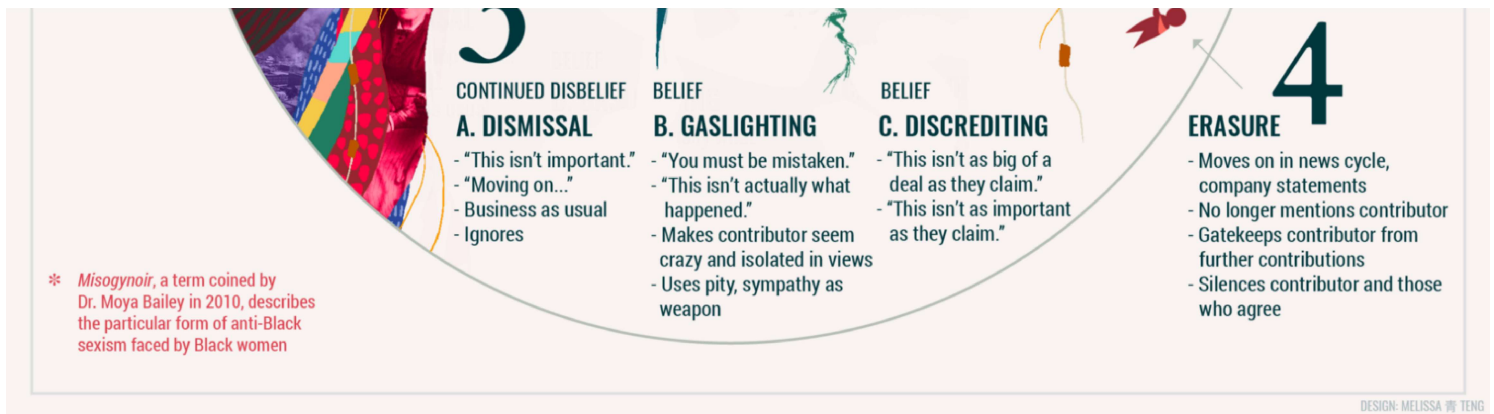 3
CONTINUED DISBELIEF
A. DISMISSAL
- “This isn’t important.”
- “Moving on...”
- Business as usual
- Ignores
BELIEF
B. GASLIGHTING
- “You must be mistaken.”
- “This isn’t actually what
happened.”
- Makes contributor seem
crazy and isolated in views
- Uses pity, sympathy as
weapon
BELIEF
C. DISCREDITING
- “This isn’t as big of a
deal as they claim.”
- “This isn’t as important
as they claim.”
4
ERASURE
- Moves on in news cycle,
company statements
- No longer mentions contributor
- Gatekeeps contributor from
further contributions
- Silences contributor and those
who agree
* Misogynoir, a term coined by
Dr. Moya Bailey in 2010, describes
the particular form of anti-Black
sexism faced by Black women
DESIGN: MELISSA 青 TENG